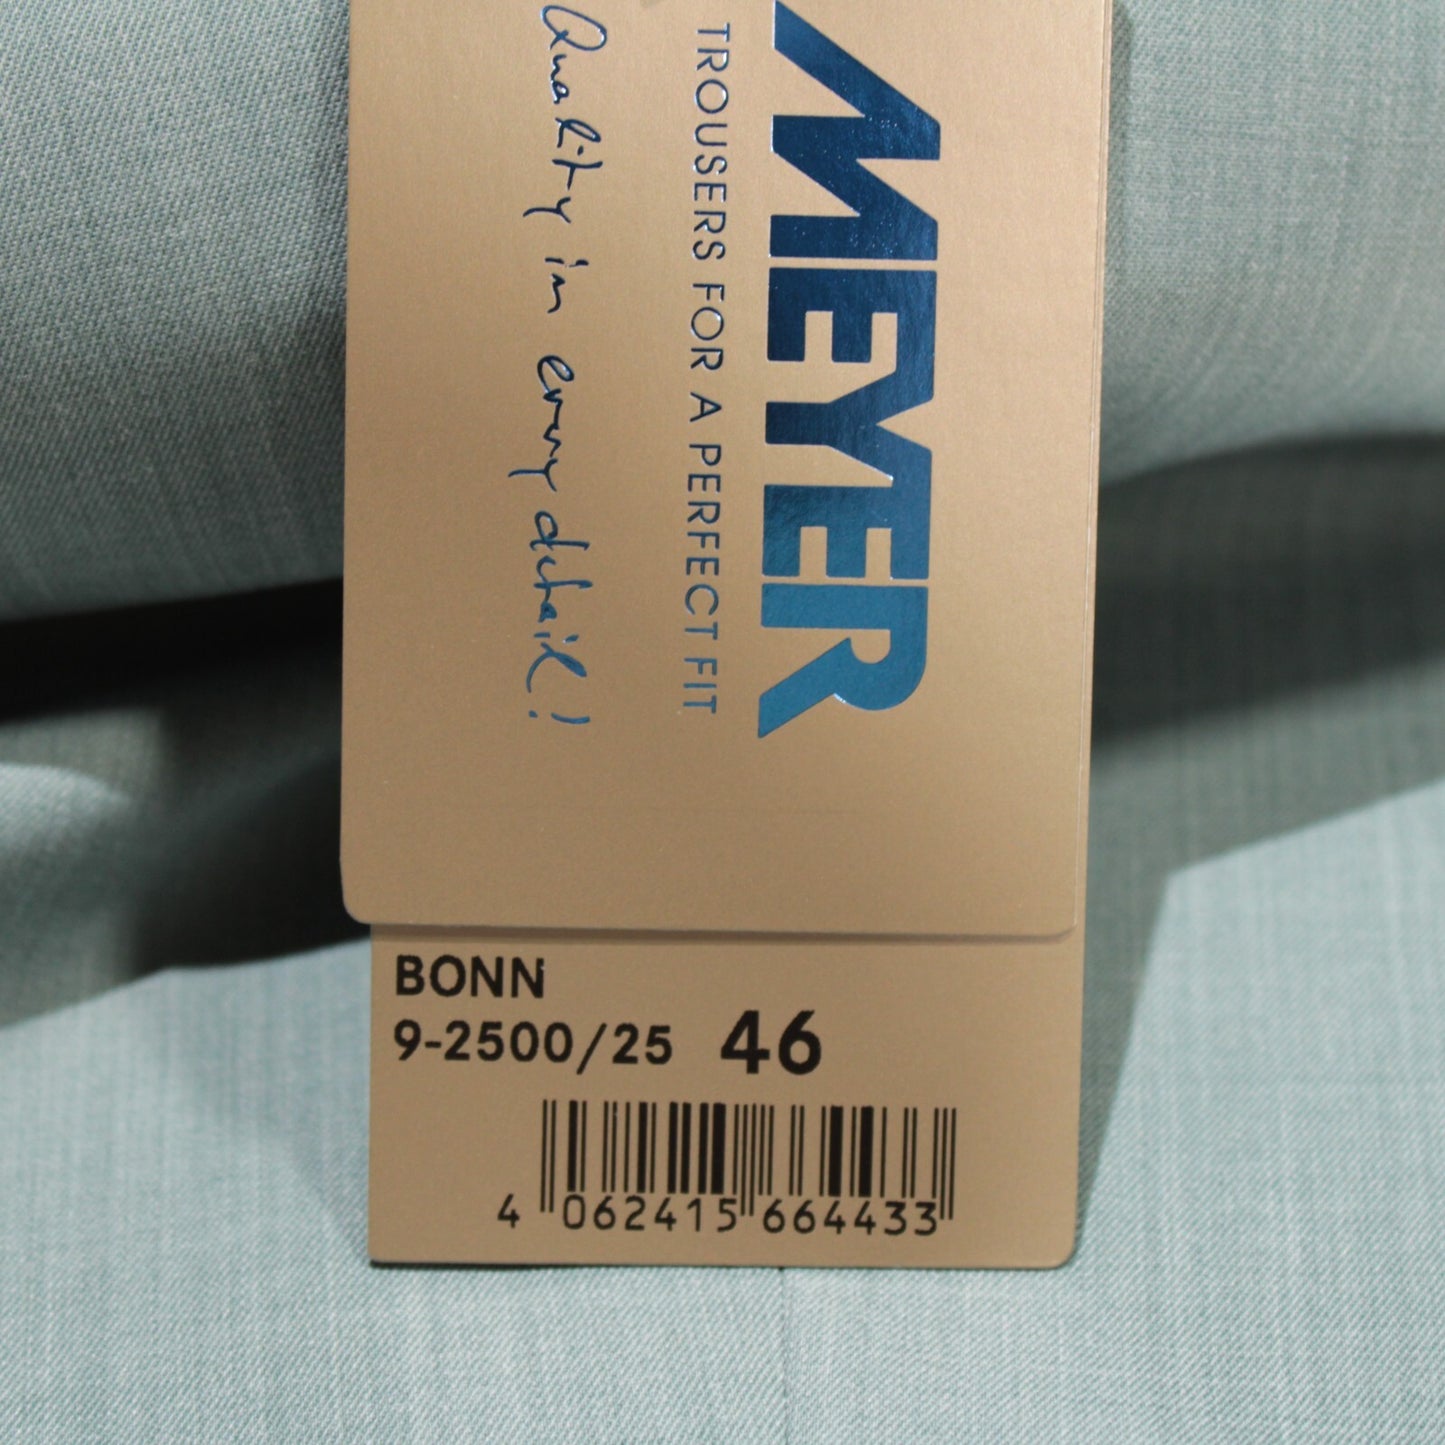 MEYER
TROUSERS FOR A PERFECT FIT
Quality in every detail!
BONN
9-2500/25 46
4 062415 664433